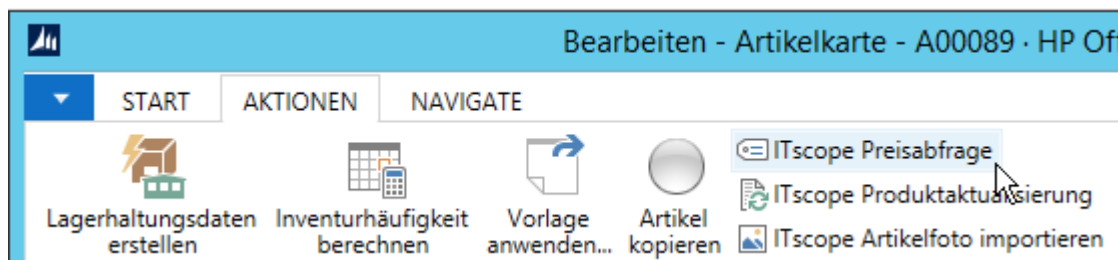 Bearbeiten - Artikelkarte - A00089 · HP Off
START AKTIONEN NAVIGATE
Lagerhaltungsdaten erstellen
Inventurhäufigkeit berechnen
Vorlage anwenden...
Artikel kopieren
ITscope Preisabfrage
ITscope Produktaktualisierung
ITscope Artikelfoto importieren